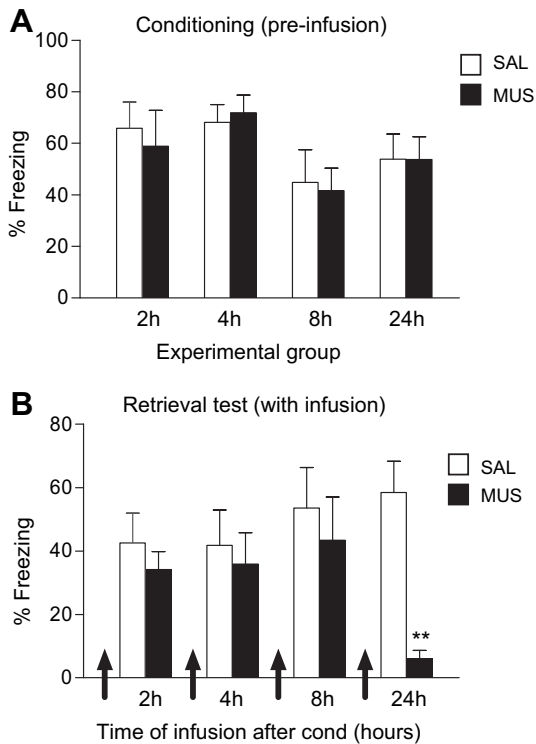 A
Conditioning (pre-infusion)
100
80
60
40
20
0
% Freezing
SAL
MUS
2h 4h 8h 24h
Experimental group
B
Retrieval test (with infusion)
80
60
40
20
0
% Freezing
SAL
MUS
**
2h 4h 8h 24h
Time of infusion after cond (hours)